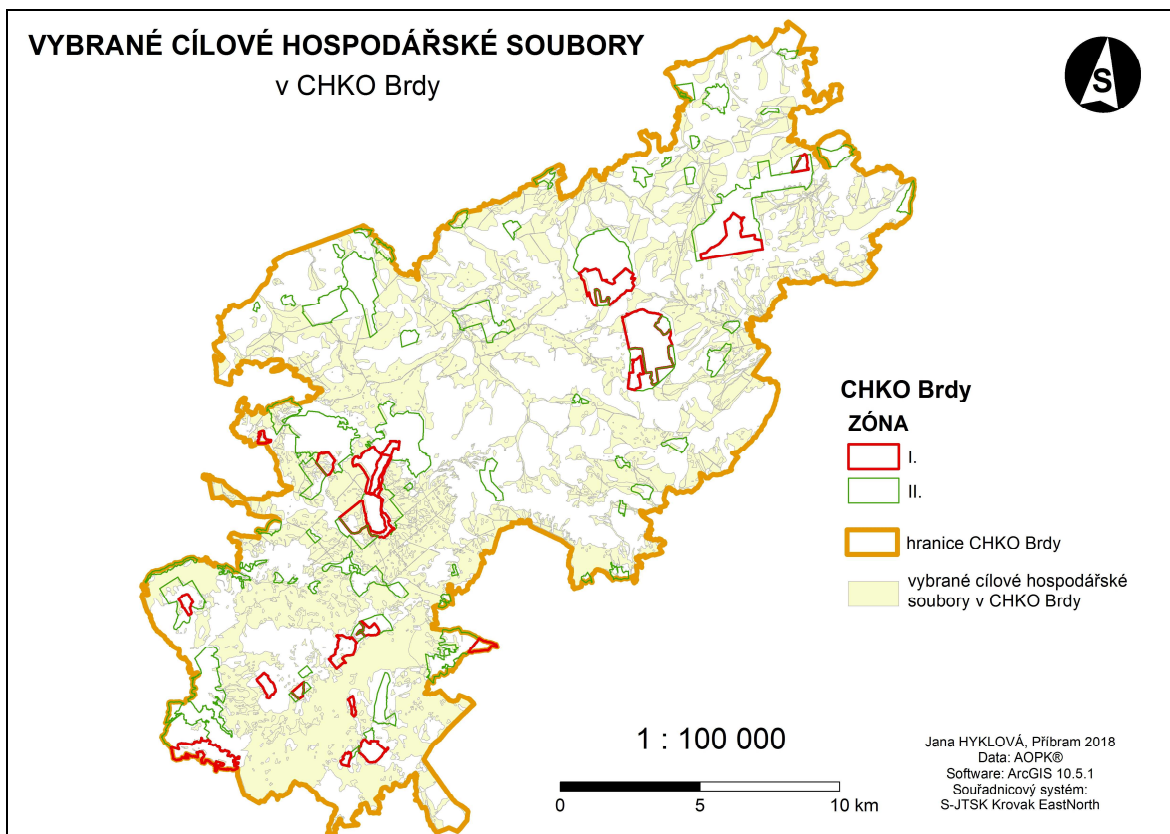 VYBRANÉ CÍLOVÉ HOSPODÁŘSKÉ SOUBORY
v CHKO Brdy
S
CHKO Brdy
ZÓNA
I.
II.
hranice CHKO Brdy
vybrané cílové hospodářské
soubory v CHKO Brdy
1 : 100 000
0 5 10 km
Jana HYKLOVÁ, Příbram 2018
Data: AOPK®
Software: ArcGIS 10.5.1
Souřadnicový systém:
S-JTSK Krovak EastNorth